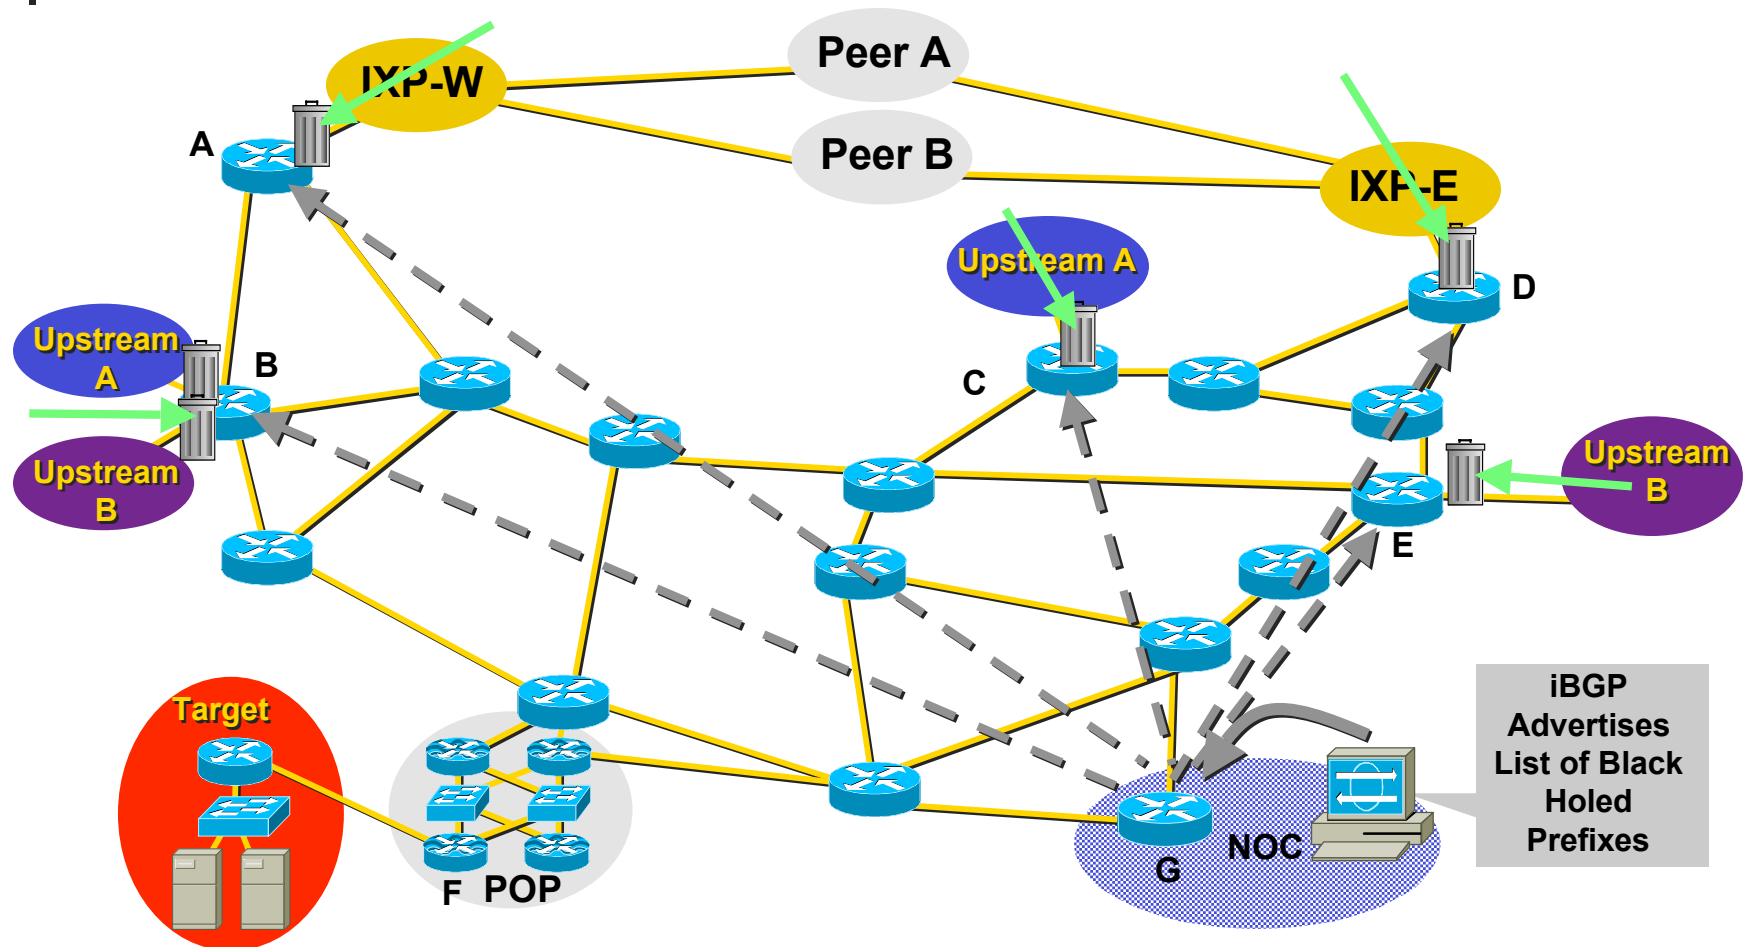 IXP-W
Peer A
A
Peer B
IXP-E
Upstream A
D
Upstream
A
B
C
Upstream
B
Upstream
B
E
Target
iBGP
Advertises
List of Black
Holed
Prefixes
F
POP
G
NOC